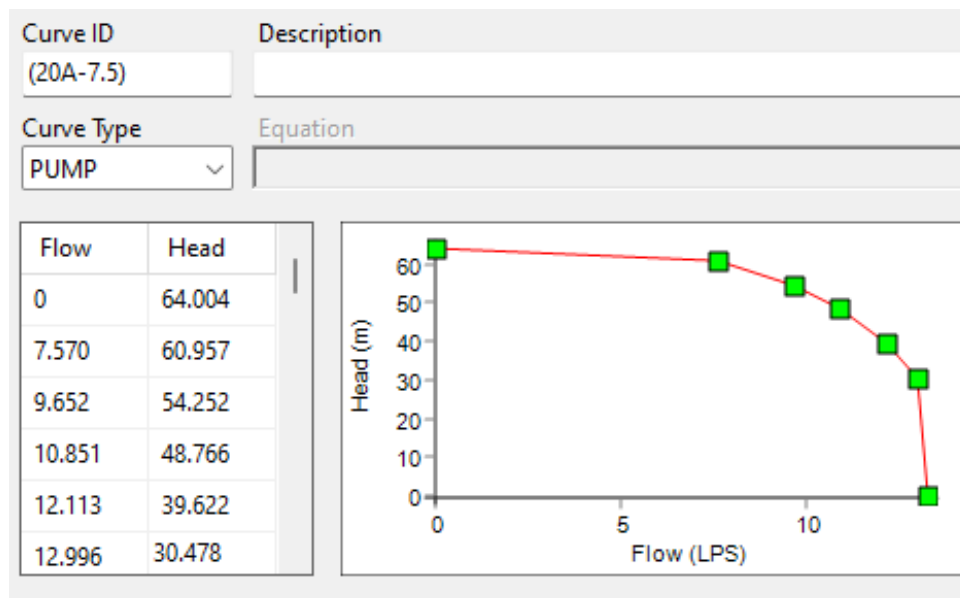 Curve ID Description
(20A-7.5)
Curve Type Equation
PUMP
Flow Head
0 64.004
7.570 60.957
9.652 54.252
10.851 48.766
12.113 39.622
12.996 30.478
60
50
40
30
20
10
0
Head (m)
0 5 10
Flow (LPS)